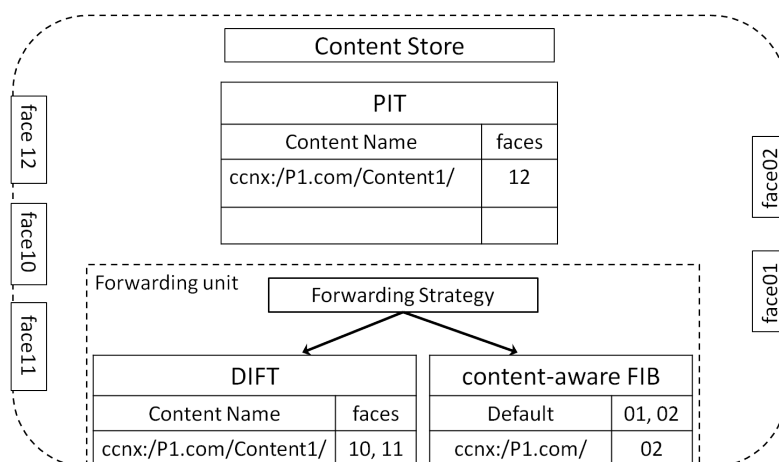 Content Store
PIT
Content Name faces
ccnx:/P1.com/Content1/ 12
face 12
face10
face11
face02
face01
Forwarding unit
Forwarding Strategy
DIFT
Content Name faces
ccnx:/P1.com/Content1/ 10, 11
content-aware FIB
Default 01, 02
ccnx:/P1.com/ 02